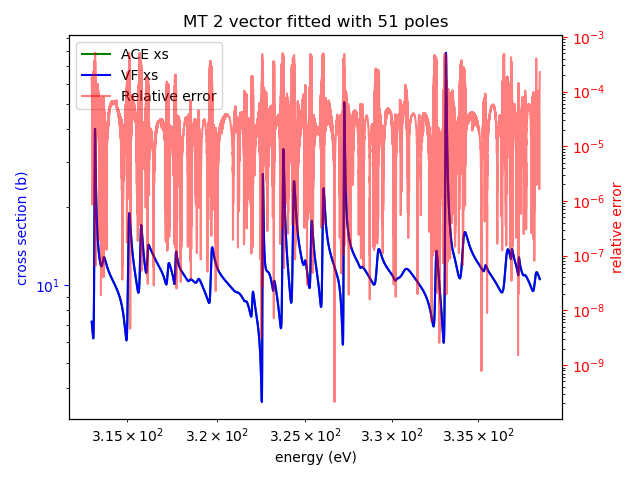 MT 2 vector fitted with 51 poles
ACE xs
VF xs
Relative error
cross section (b)
10¹
10⁻³
10⁻⁴
10⁻⁵
10⁻⁶
10⁻⁷
10⁻⁸
10⁻⁹
relative error
3.15 × 10² 3.2 × 10² 3.25 × 10² 3.3 × 10² 3.35 × 10²
energy (eV)